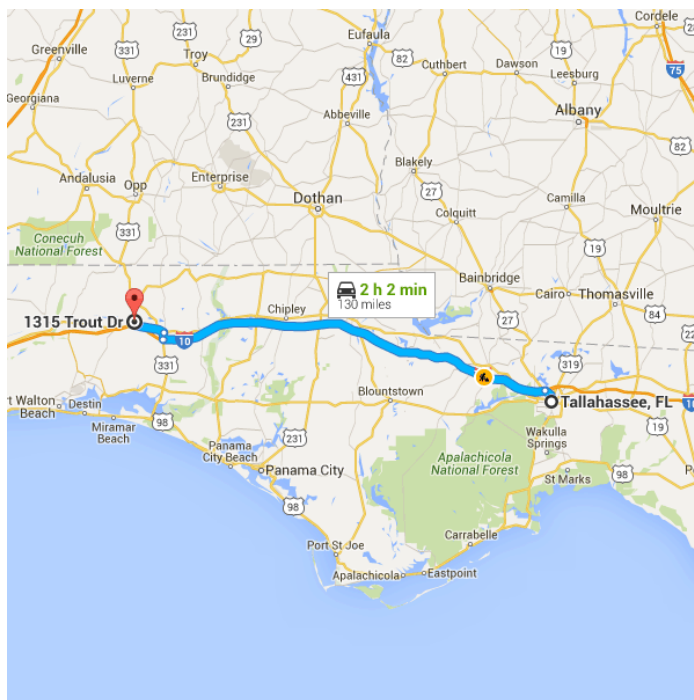 Cordele
Greenville
331
Troy
29
Eufaula
82
19
28
Cuthbert
Dawson
75
Luverne
Brundidge
431
Leesburg
Georgiana
231
Albany
Abbeville
82
Blakely
Andalusia
Opp
Enterprise
27
Camilla
Dothan
Moultrie
Colquitt
331
19
Conecuh
National Forest
Bainbridge
2 h 2 min
130 miles
Cairo
Thomasville
Chipley
84
27
1315 Trout Dr
10
319
331
Blountstown
Tallahassee, FL
10
rt Walton
Beach
Destin
98
19
Miramar
Beach
231
Wakulla
Springs
Panama
City Beach
Apalachicola
National Forest
Panama City
St Marks
98
98
Carrabelle
Port St Joe
Apalachicola
Eastpoint